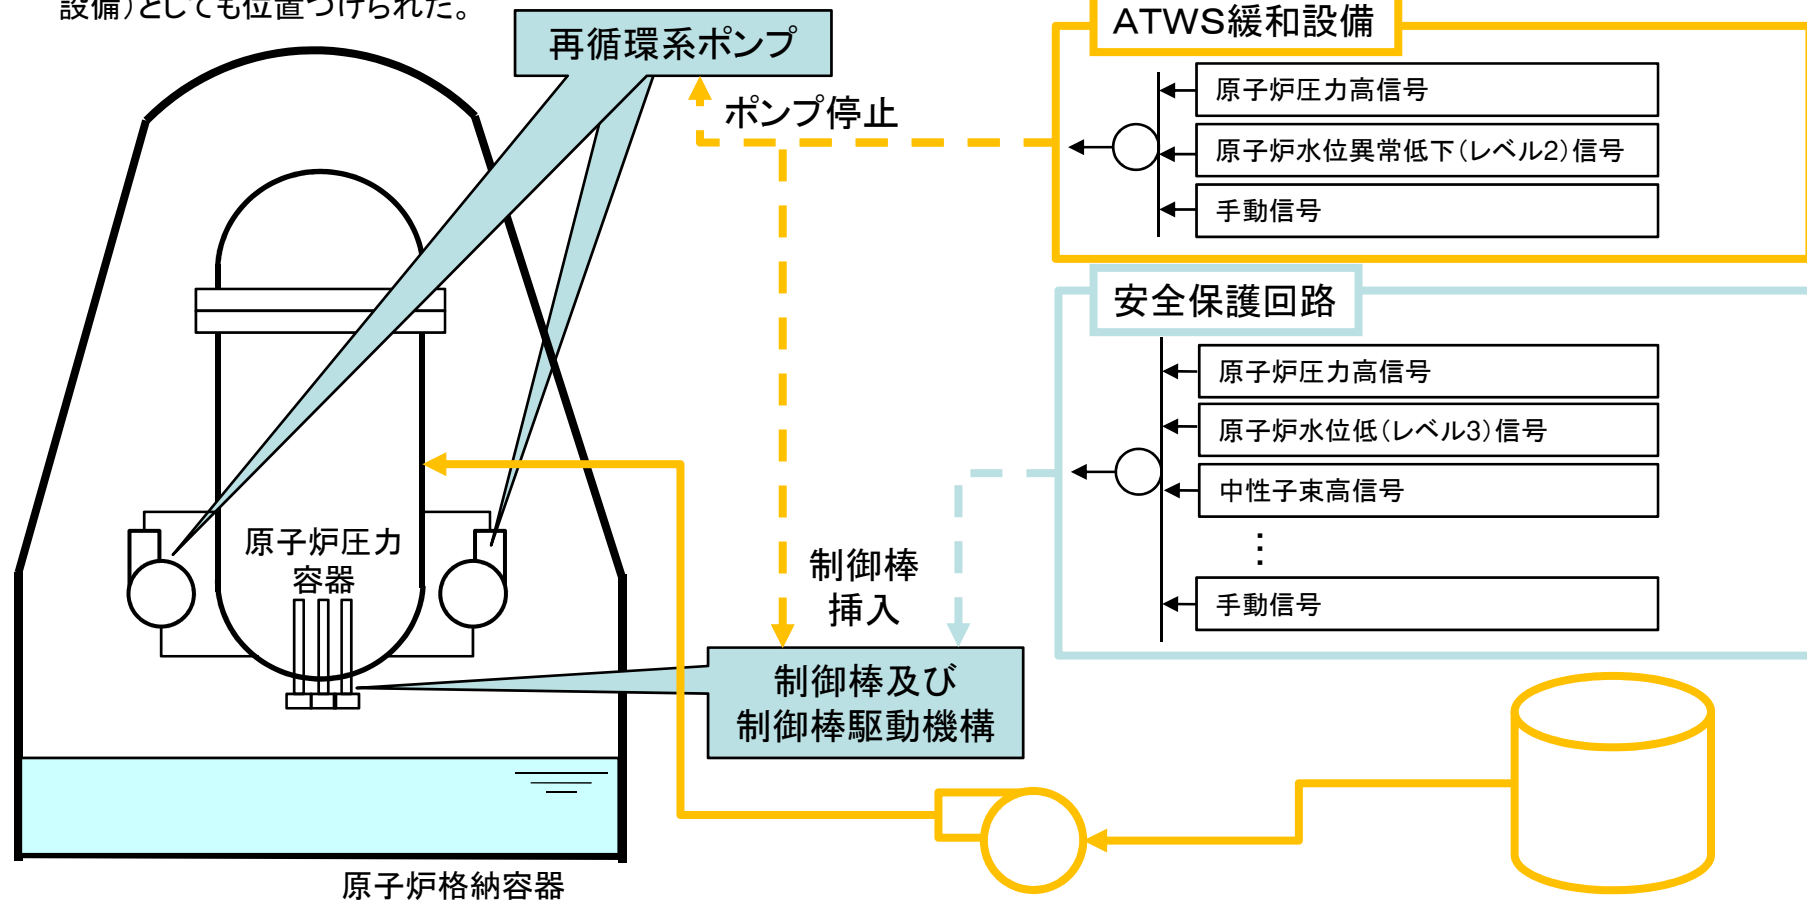 設備）としても位置づけられた。
再循環系ポンプ
ポンプ停止
ATWS緩和設備
原子炉圧力高信号
原子炉水位異常低下（レベル2）信号
手動信号
安全保護回路
原子炉圧力高信号
原子炉水位低（レベル3）信号
中性子束高信号
⋮
手動信号
原子炉圧力
容器
制御棒
挿入
制御棒及び
制御棒駆動機構
原子炉格納容器